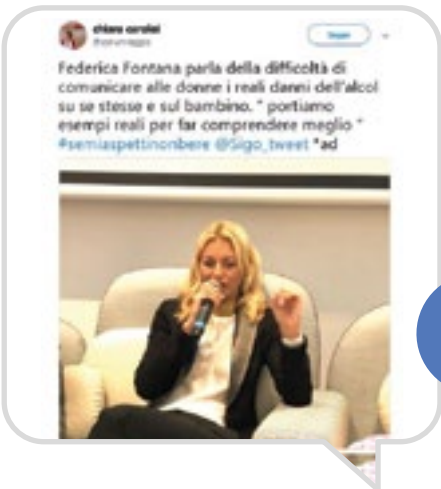 Federica Fontana parla della difficoltà di
comunicare alle donne i reali danni dell'alcol
su se stesse e sul bambino. " portiamo
esempi reali per far comprendere meglio "
#semiaspettinonbere @Sigo_tweet *ad